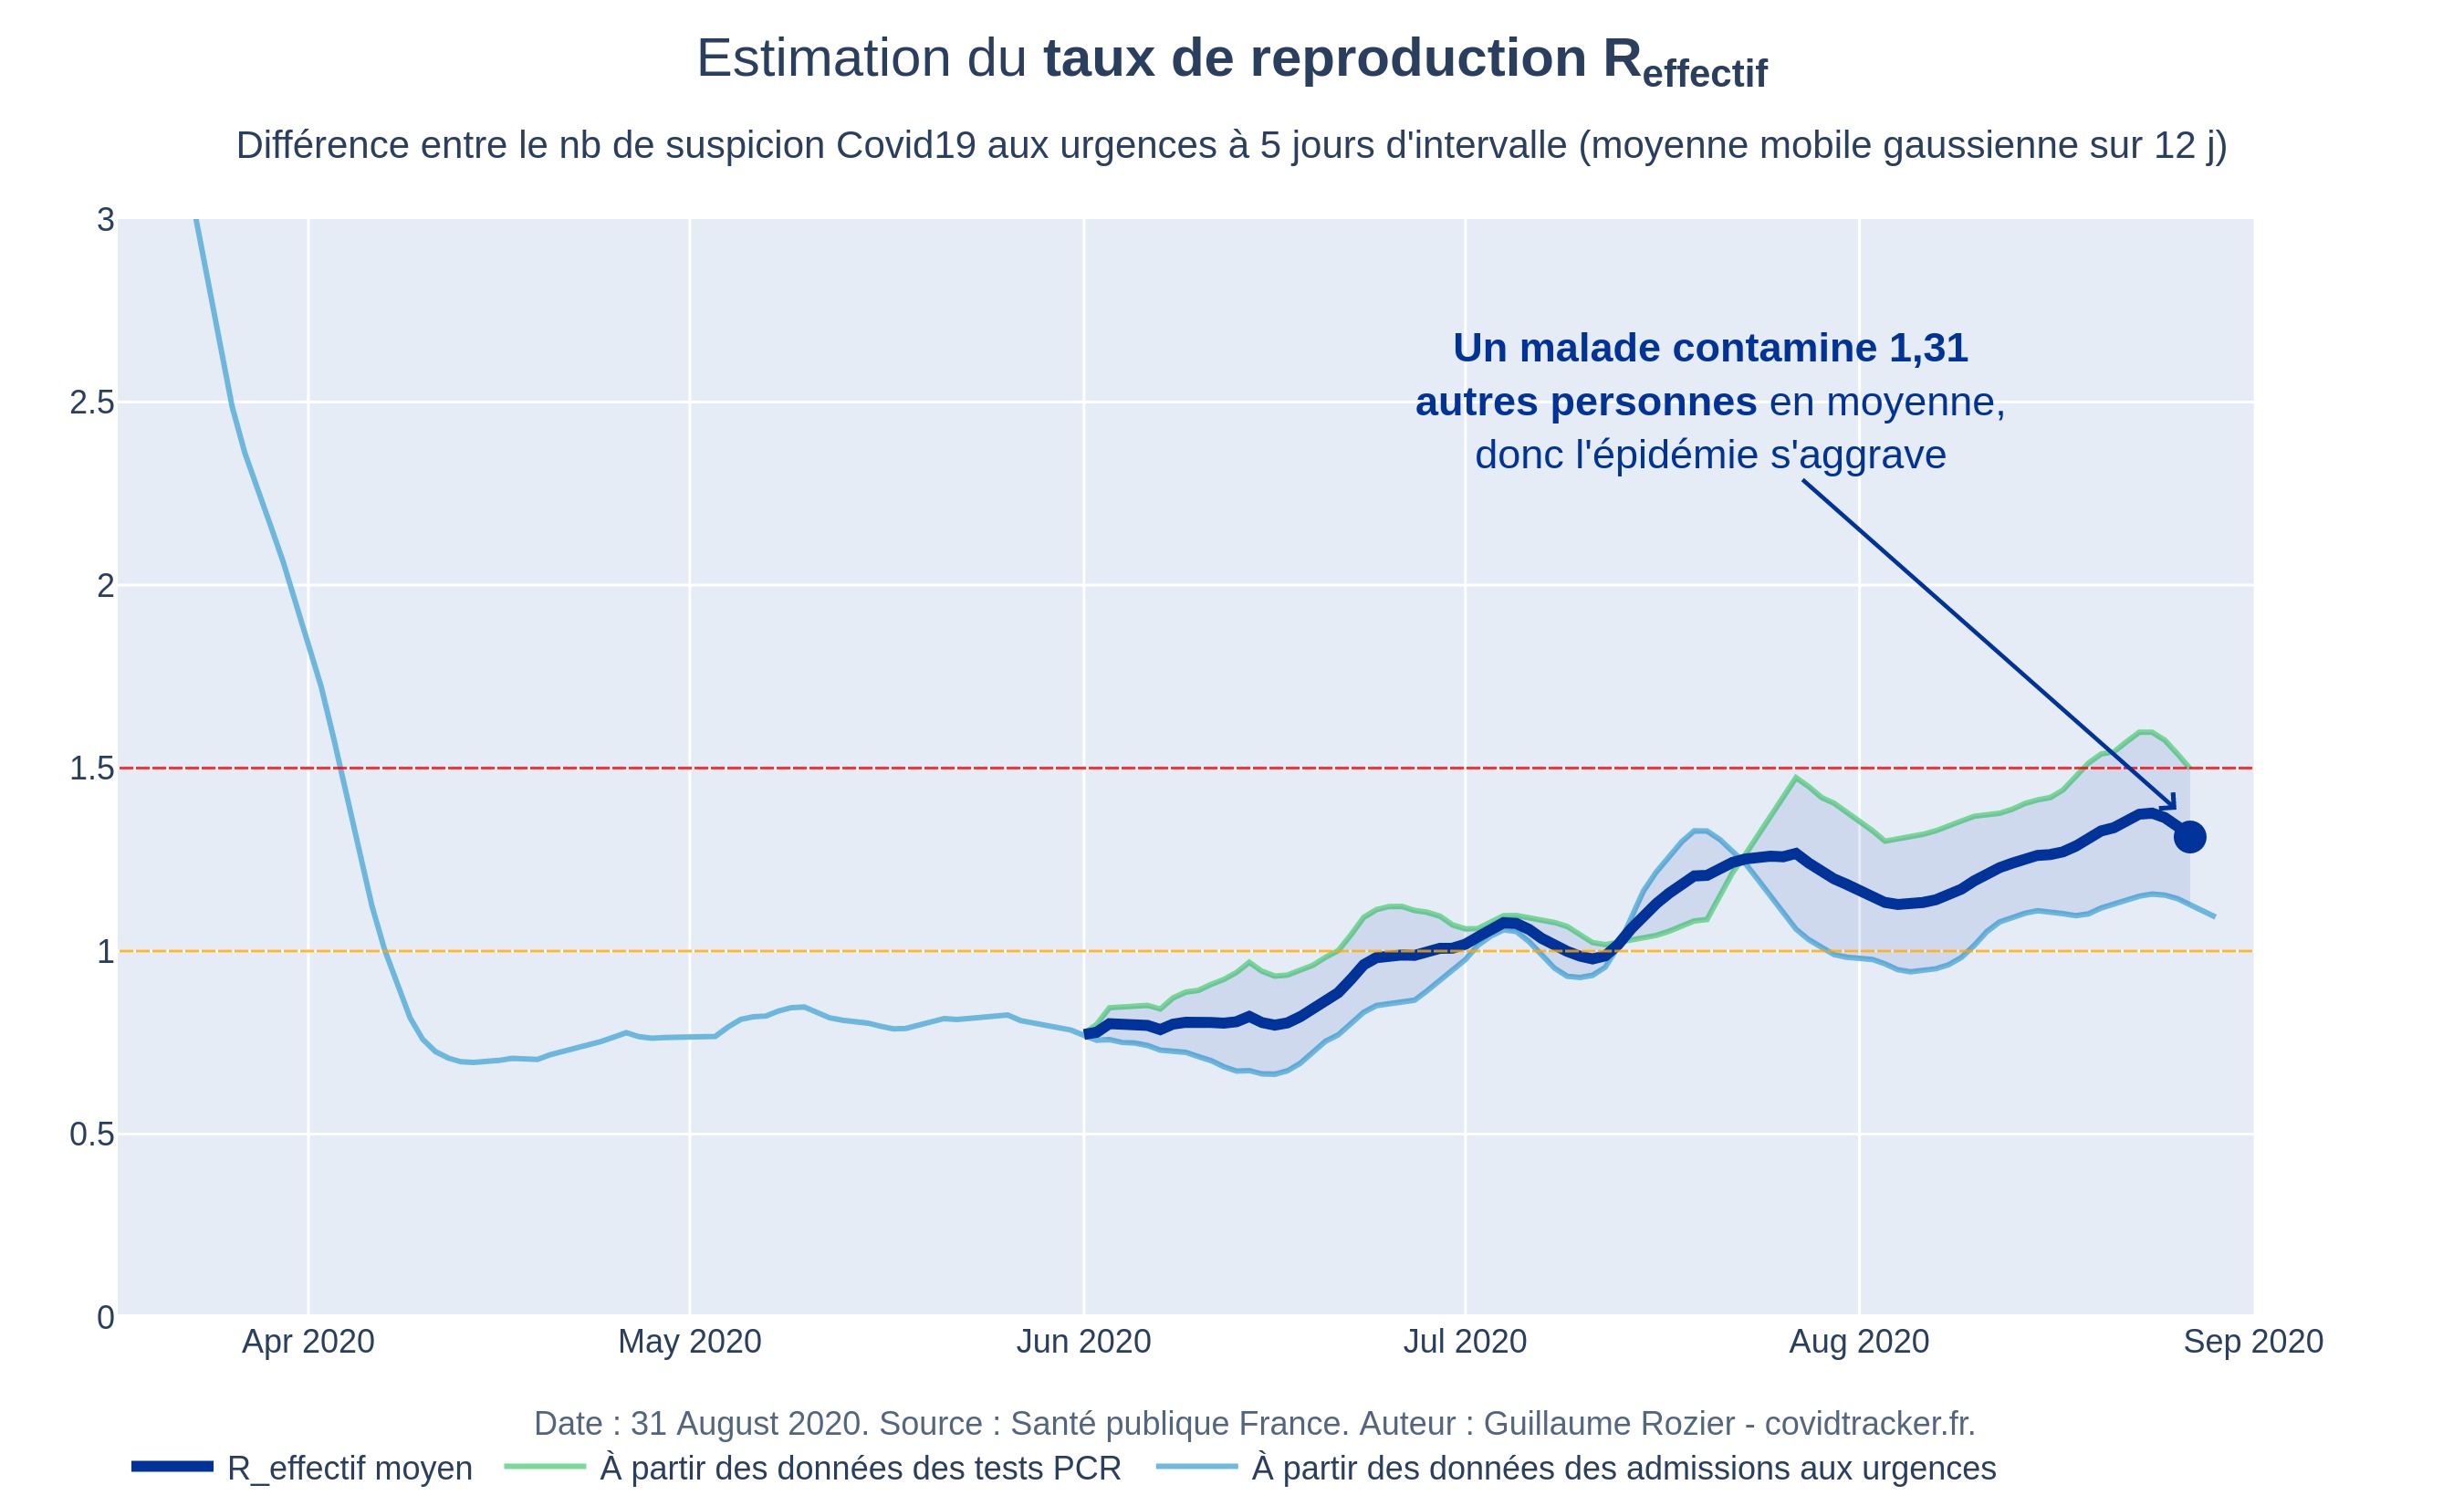 Estimation du taux de reproduction Reffectif
Différence entre le nb de suspicion Covid19 aux urgences à 5 jours d'intervalle (moyenne mobile gaussienne sur 12 j)
3
2.5
2
1.5
1
0.5
0
Un malade contamine 1,31
autres personnes en moyenne,
donc l'épidémie s'aggrave
Apr 2020 May 2020 Jun 2020 Jul 2020 Aug 2020 Sep 2020
Date : 31 August 2020. Source : Santé publique France. Auteur : Guillaume Rozier - covidtracker.fr.
R_effectif moyen À partir des données des tests PCR À partir des données des admissions aux urgences